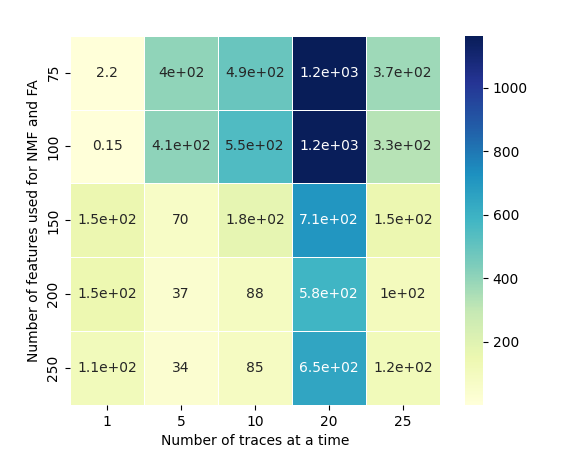 Number of features used for NMF and FA
75 2.2 4e+02 4.9e+02 1.2e+03 3.7e+02
100 0.15 4.1e+02 5.5e+02 1.2e+03 3.3e+02
150 1.5e+02 70 1.8e+02 7.1e+02 1.5e+02
200 1.5e+02 37 88 5.8e+02 1e+02
250 1.1e+02 34 85 6.5e+02 1.2e+02
1 5 10 20 25
Number of traces at a time
1000
800
600
400
200